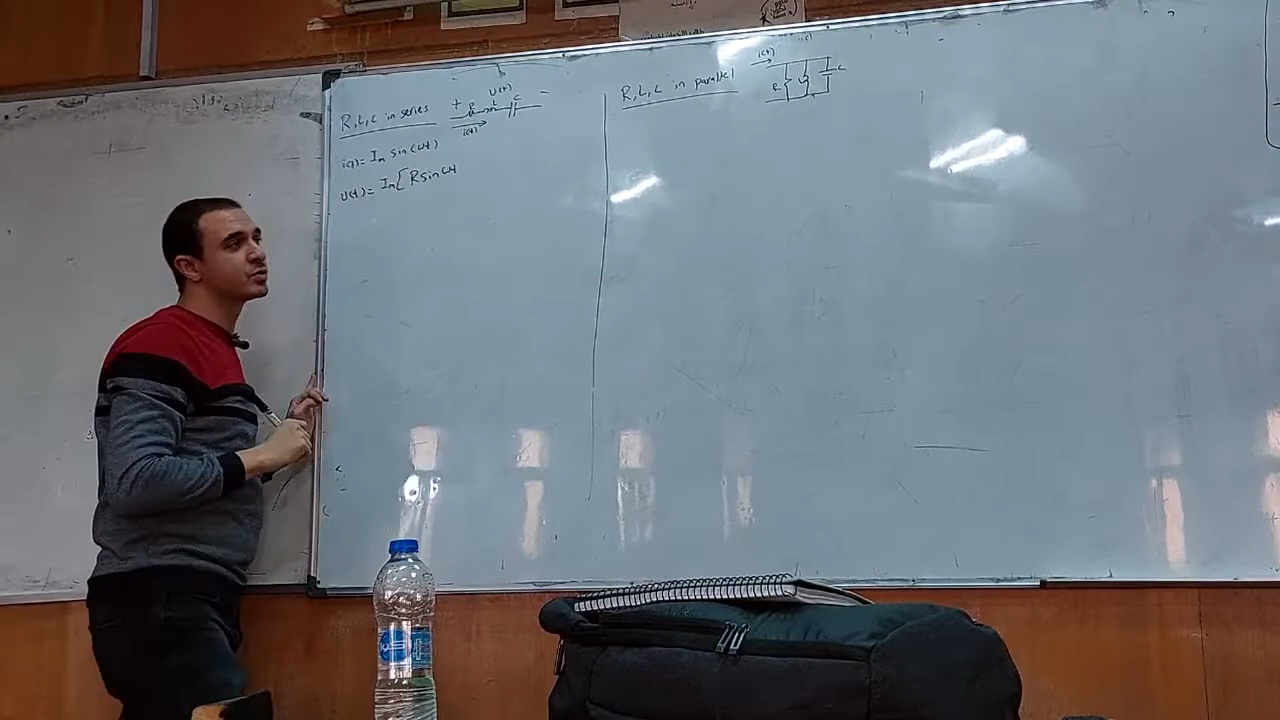 R, L, C in series
+ R L C -
U(t)
i(t)
i(t) = Im sin(ωt)
U(t) = Im[ R sin ωt
R, L, C in parallel
i(t)
R L C